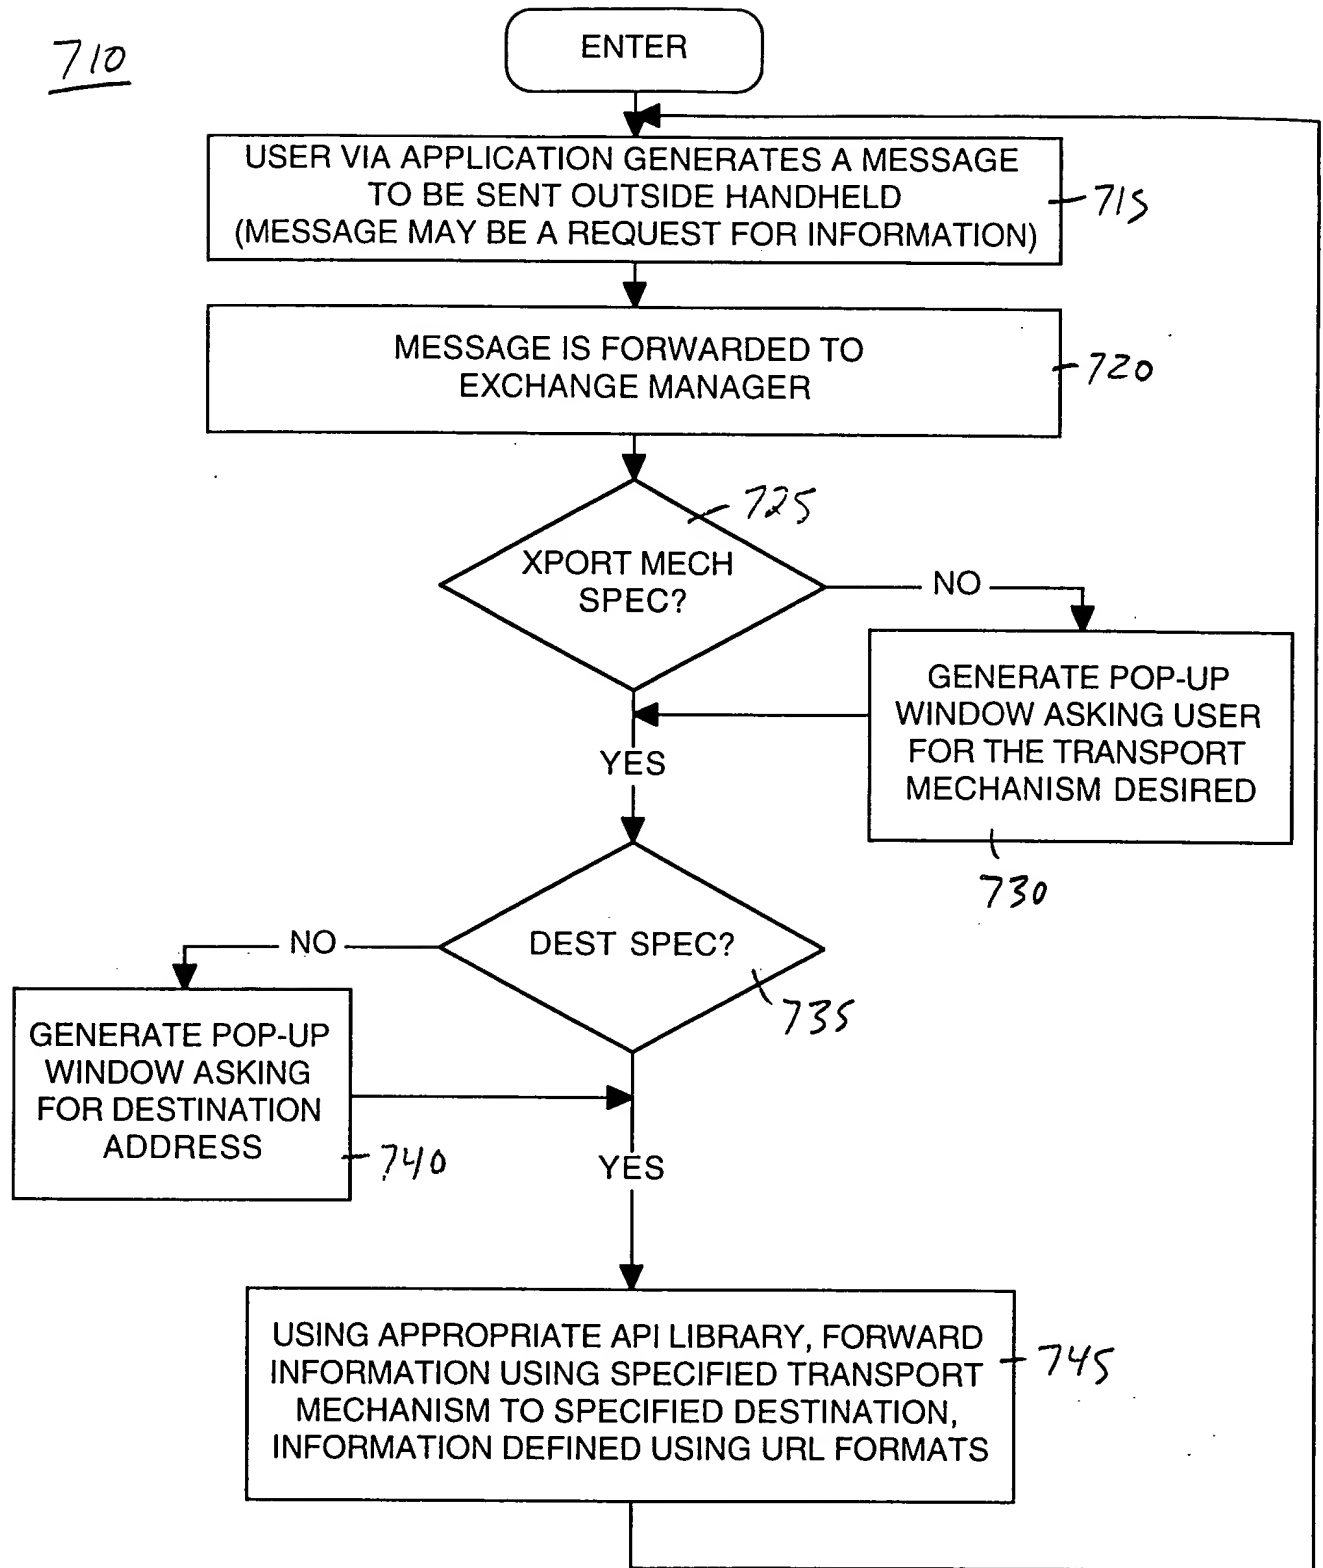 710
ENTER
USER VIA APPLICATION GENERATES A MESSAGE
TO BE SENT OUTSIDE HANDHELD
(MESSAGE MAY BE A REQUEST FOR INFORMATION)
715
MESSAGE IS FORWARDED TO
EXCHANGE MANAGER
720
725
XPORT MECH
SPEC?
NO
GENERATE POP-UP
WINDOW ASKING USER
FOR THE TRANSPORT
MECHANISM DESIRED
730
YES
DEST SPEC?
735
NO
GENERATE POP-UP
WINDOW ASKING
FOR DESTINATION
ADDRESS
740
YES
USING APPROPRIATE API LIBRARY, FORWARD
INFORMATION USING SPECIFIED TRANSPORT
MECHANISM TO SPECIFIED DESTINATION,
INFORMATION DEFINED USING URL FORMATS
745